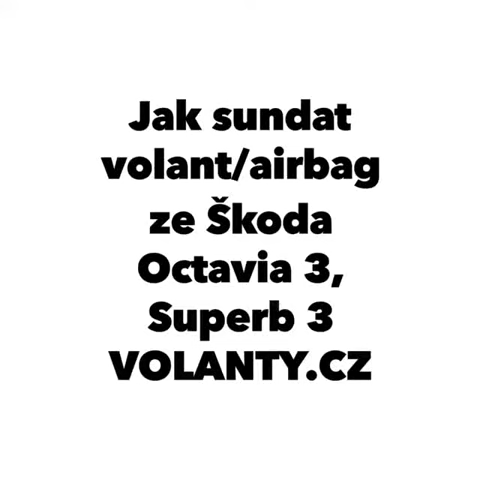 Jak sundat
volant/airbag
ze Škoda
Octavia 3,
Superb 3
VOLANTY.CZ